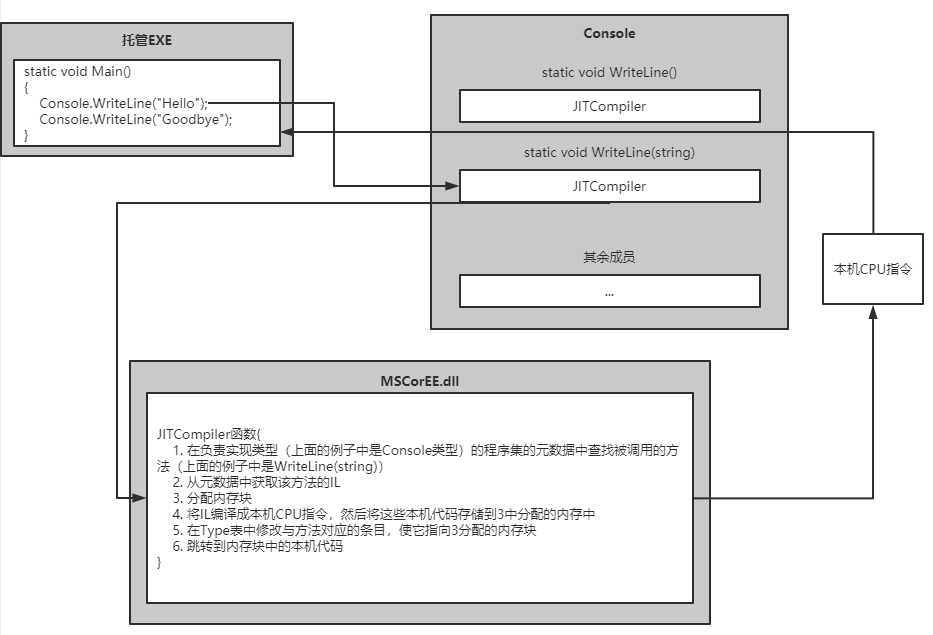 托管EXE
static void Main()
{
Console.WriteLine("Hello");
Console.WriteLine("Goodbye");
}
Console
static void WriteLine()
JITCompiler
static void WriteLine(string)
JITCompiler
其余成员
...
本机CPU指令
MSCorEE.dll
JITCompiler函数{
1. 在负责实现类型（上面的例子中是Console类型）的程序集的元数据中查找被调用的方
法（上面的例子中是WriteLine(string)）
2. 从元数据中获取该方法的IL
3. 分配内存块
4. 将IL编译成本机CPU指令，然后将这些本机代码存储到3中分配的内存中
5. 在Type表中修改与方法对应的条目，使它指向3分配的内存块
6. 跳转到内存块中的本机代码
}